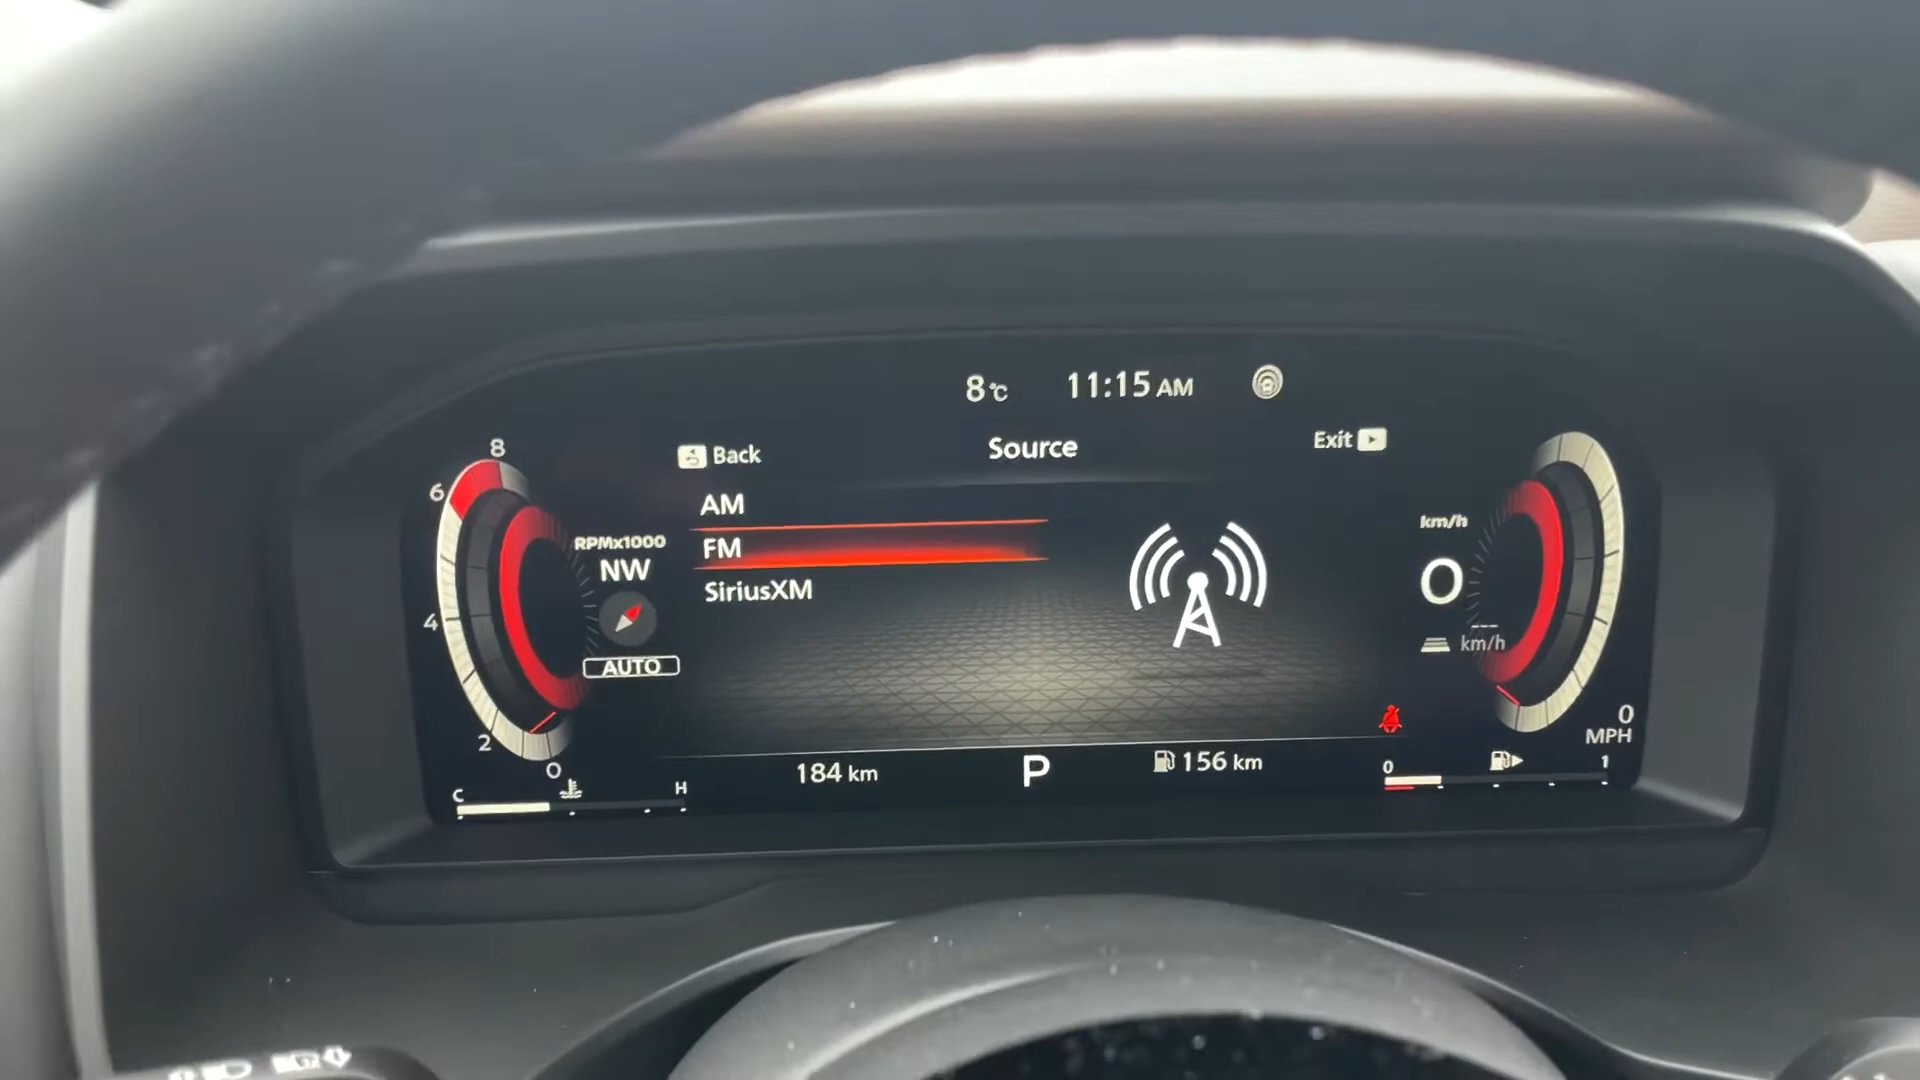 8°C 11:15 AM
Back Source Exit
AM
FM
SiriusXM
8
6
4
2
0
RPMx1000
NW
AUTO
km/h
0
--- km/h
0
MPH
184 km P 156 km
C H
0 1